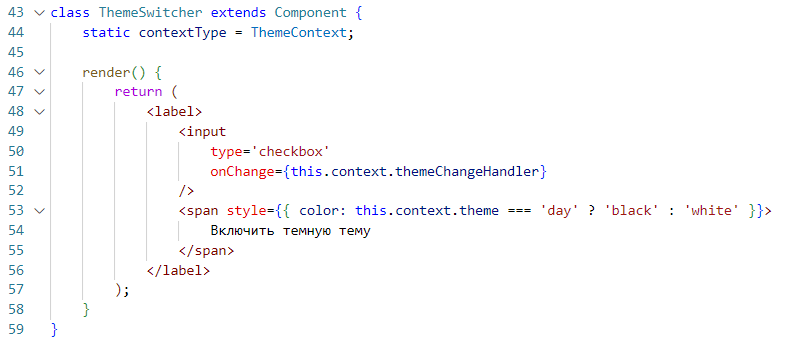 43 class ThemeSwitcher extends Component {
44     static contextType = ThemeContext;
45
46     render() {
47         return (
48             <label>
49                 <input
50                     type='checkbox'
51                     onChange={this.context.themeChangeHandler}
52                 />
53                 <span style={{ color: this.context.theme === 'day' ? 'black' : 'white' }}>
54                     Включить темную тему
55                 </span>
56             </label>
57         );
58     }
59 }